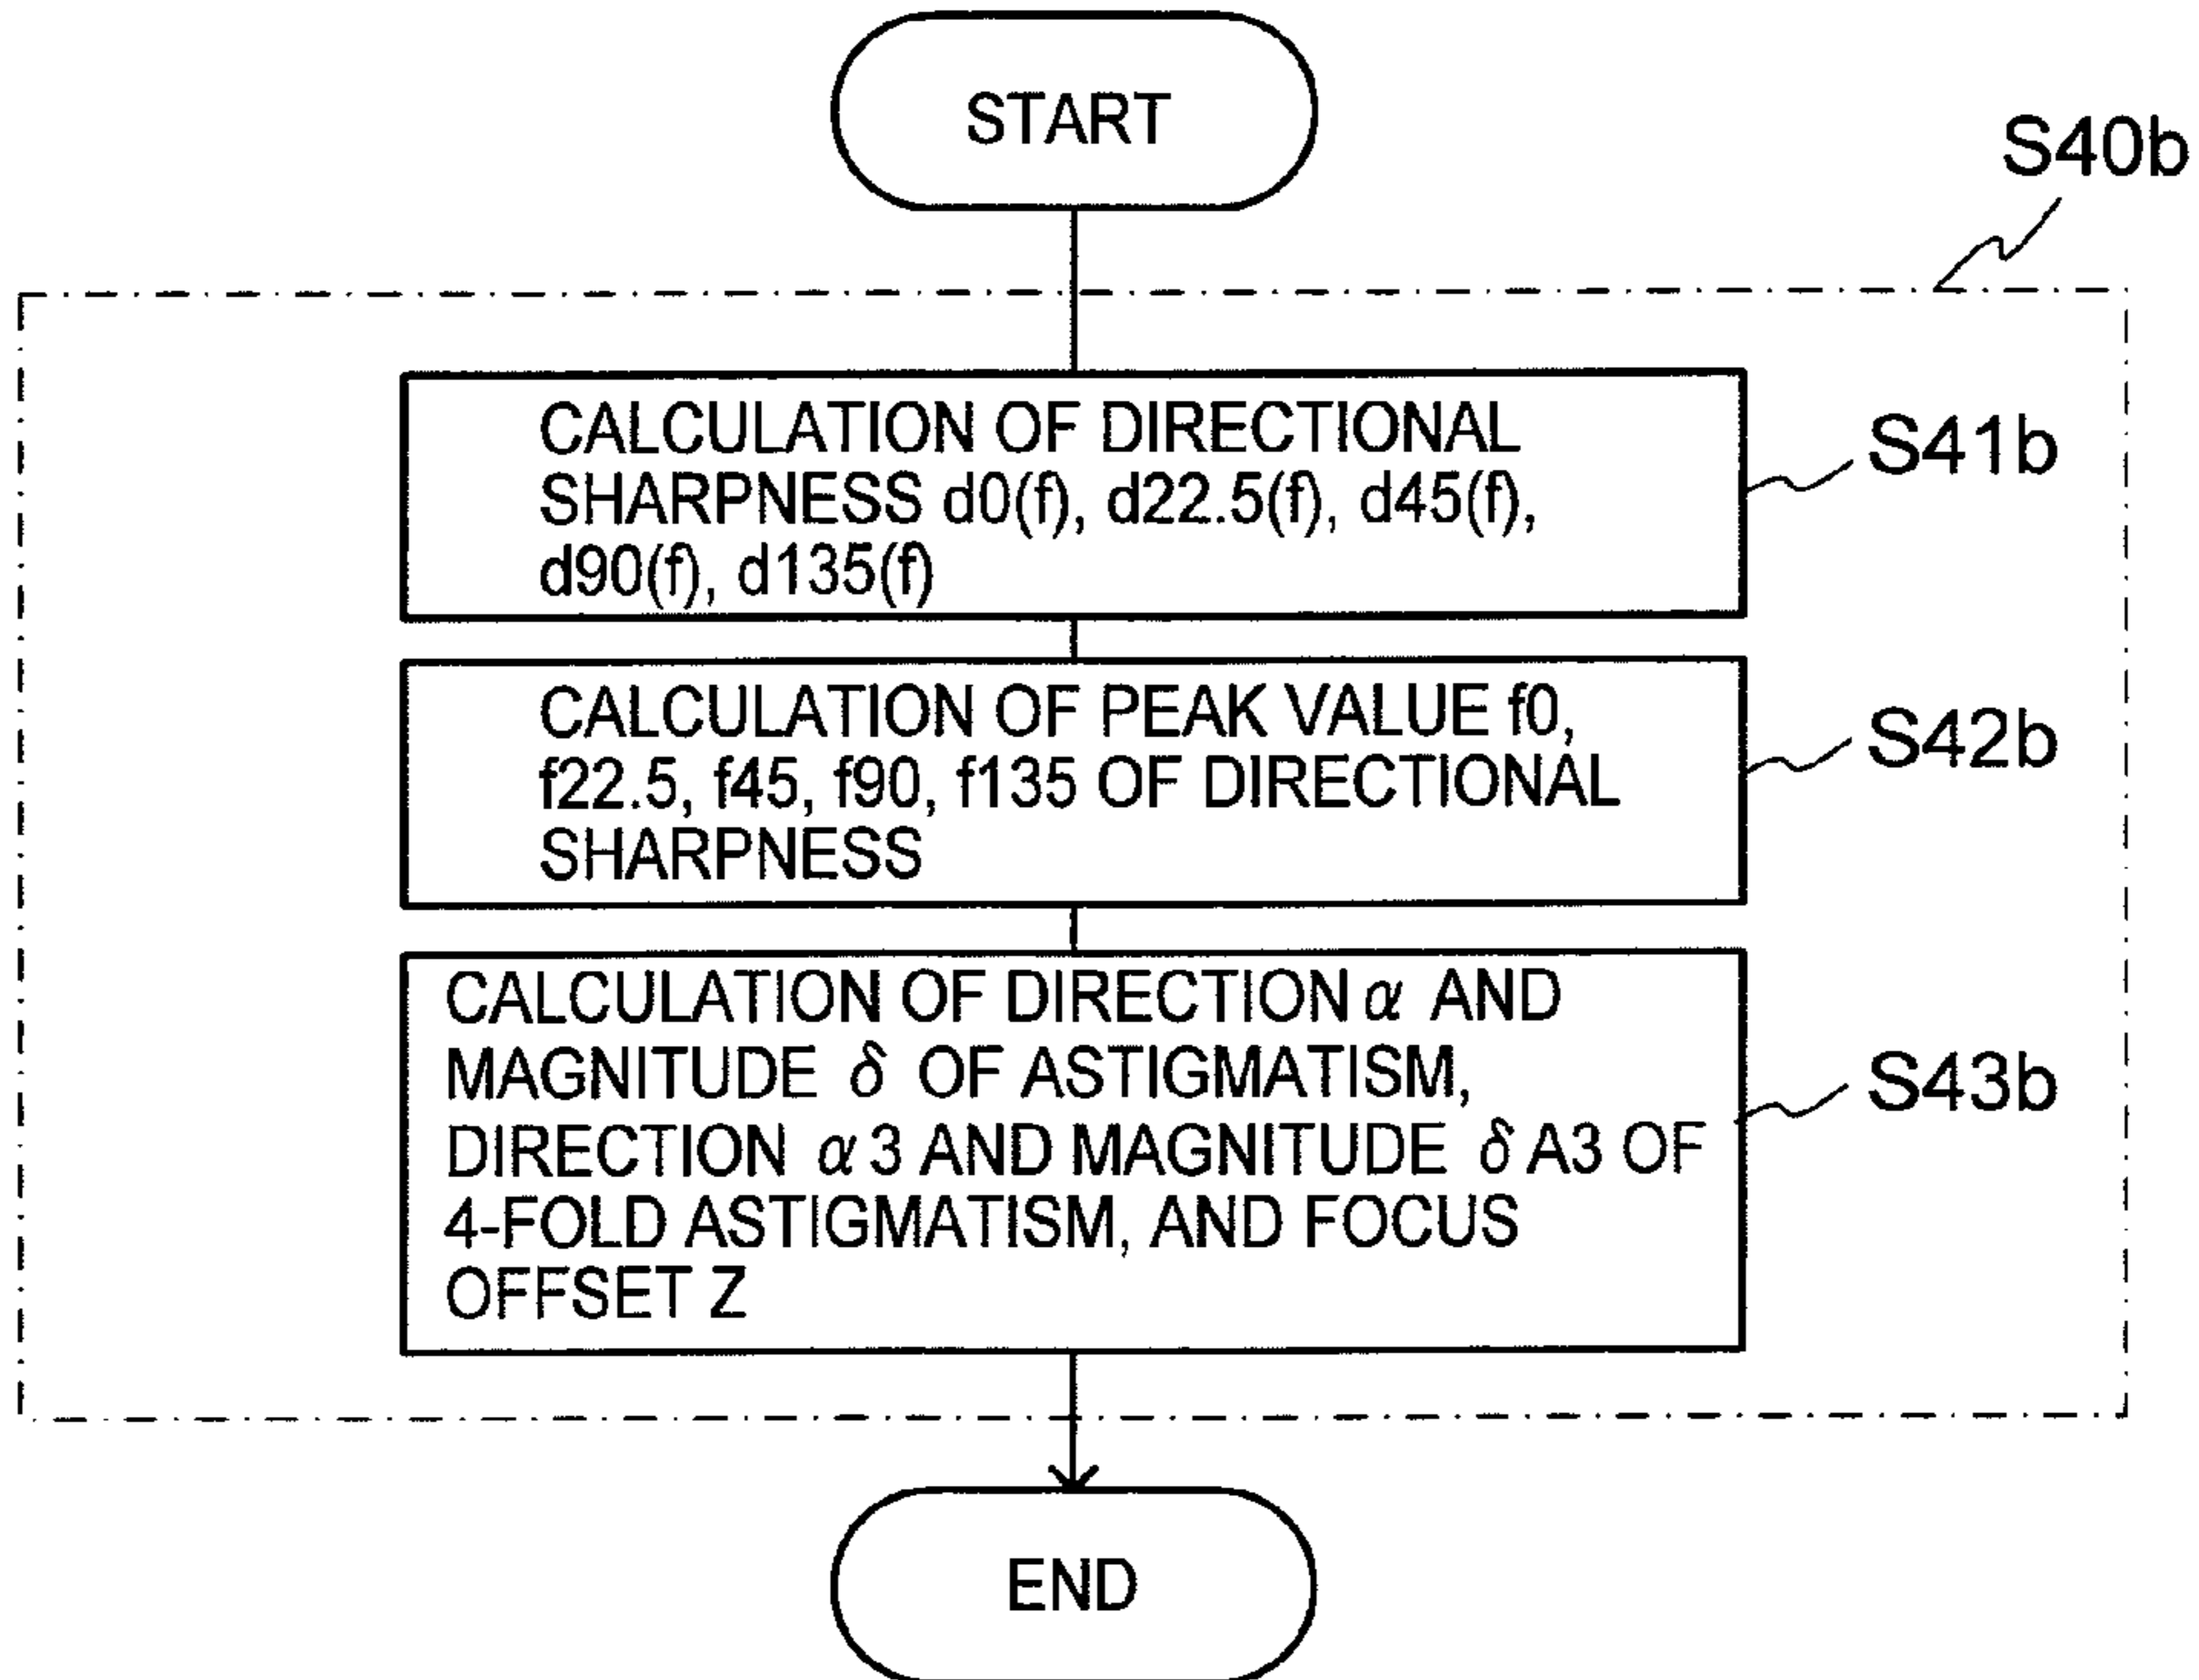 START
S40b
CALCULATION OF DIRECTIONAL
SHARPNESS d0(f), d22.5(f), d45(f),
d90(f), d135(f)
S41b
CALCULATION OF PEAK VALUE f0,
f22.5, f45, f90, f135 OF DIRECTIONAL
SHARPNESS
S42b
CALCULATION OF DIRECTION α AND
MAGNITUDE δ OF ASTIGMATISM,
DIRECTION α3 AND MAGNITUDE δA3 OF
4-FOLD ASTIGMATISM, AND FOCUS
OFFSET Z
S43b
END